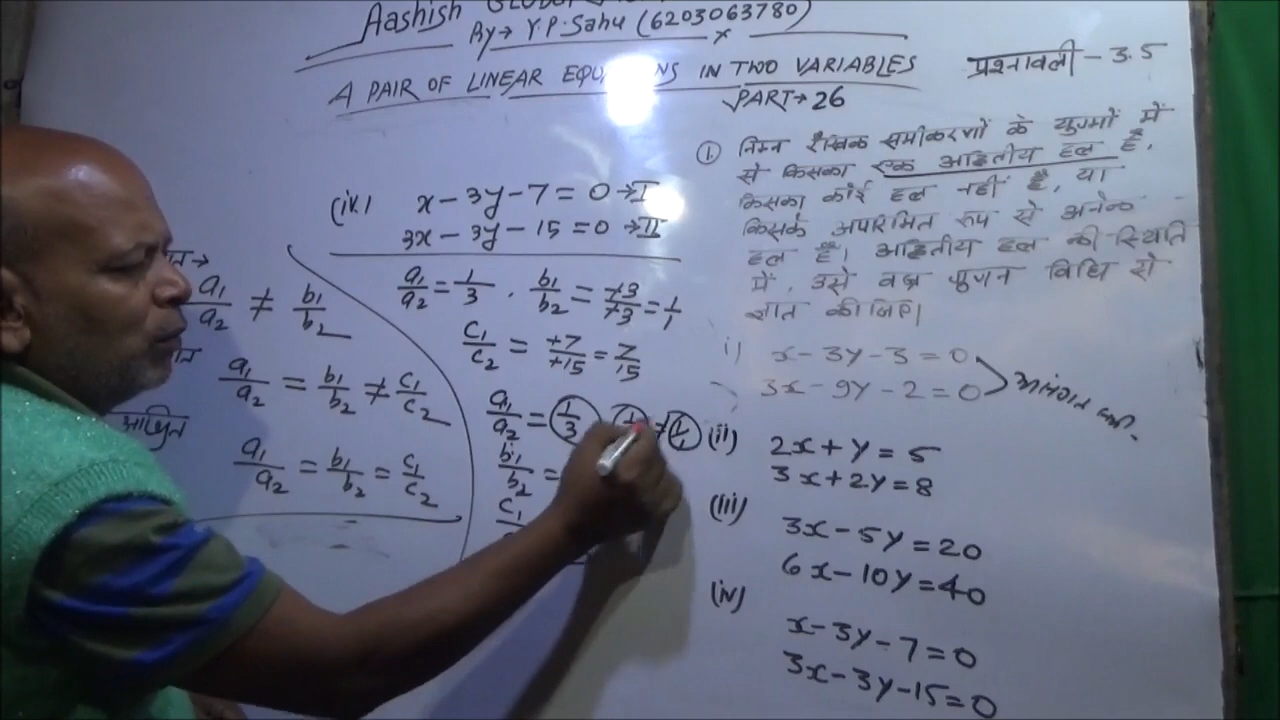 Aashish
By → Y.P. Sahu (6203063780)
A PAIR OF LINEAR EQUATIONS IN TWO VARIABLES
PART → 26
प्रश्नावली - 3.5
① निम्न रैखिक समीकरणों के युग्मों में
से किसका एक अद्वितीय हल है,
किसका कोई हल नहीं है, या
किसके अपरिमित रूप से अनेक
हल हैं। अद्वितीय हल की स्थिति
में, उसे वज्र गुणन विधि से
ज्ञात कीजिए।
i) x - 3y - 3 = 0
3x - 9y - 2 = 0
(ii) 2x + y = 5
3x + 2y = 8
(iii) 3x - 5y = 20
6x - 10y = 40
(iv) x - 3y - 7 = 0
3x - 3y - 15 = 0
(iv) x - 3y - 7 = 0 → I
3x - 3y - 15 = 0 → II
a₁/a₂ = 1/3 , b₁/b₂ = -3/-3 = 1/1
c₁/c₂ = -7/-15 = 7/15
a₁/a₂ = 1/3
b₁/b₂ =
a₁/a₂ ≠ b₁/b₂
a₁/a₂ = b₁/b₂ ≠ c₁/c₂
आश्रित
a₁/a₂ = b₁/b₂ = c₁/c₂